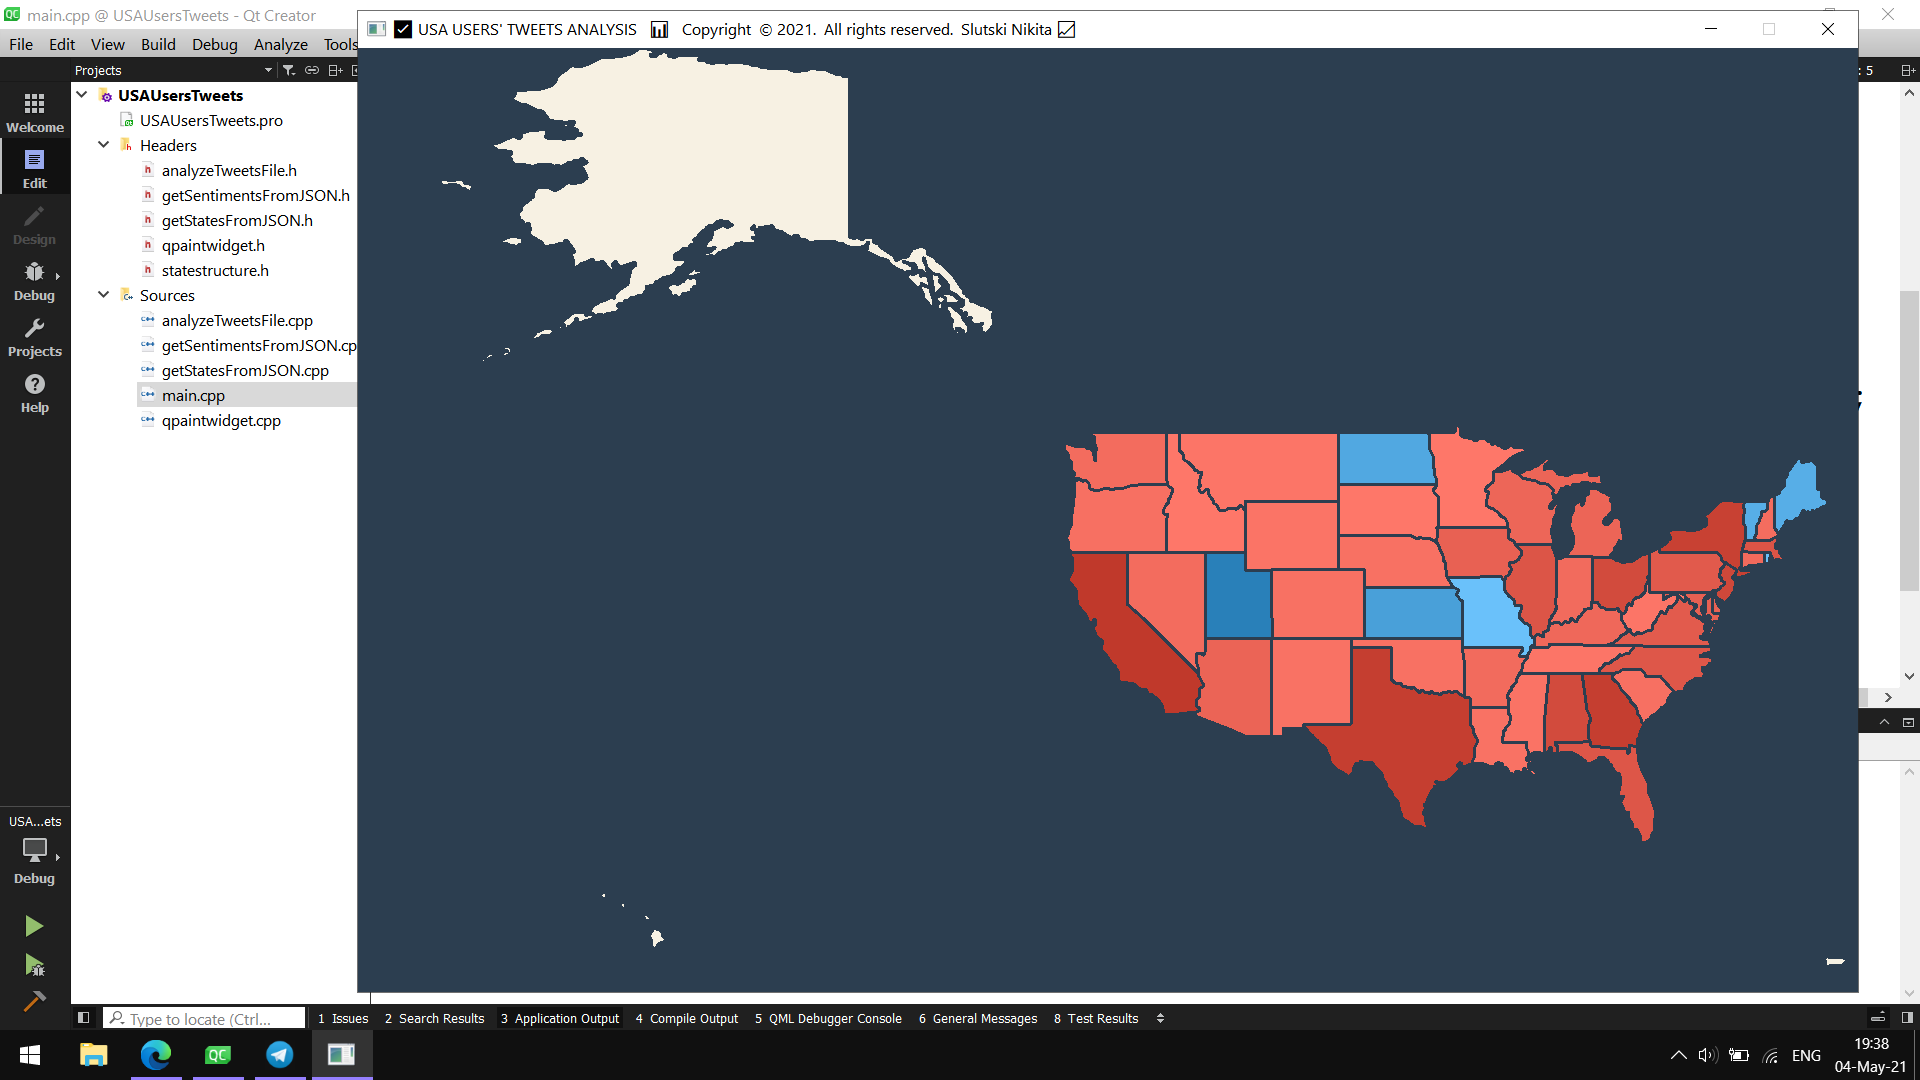 main.cpp @ USAUsersTweets - Qt Creator
USA USERS' TWEETS ANALYSIS Copyright © 2021. All rights reserved. Slutski Nikita
File Edit View Build Debug Analyze Tools
Projects
: 5
USAUsersTweets
USAUsersTweets.pro
Headers
analyzeTweetsFile.h
getSentimentsFromJSON.h
getStatesFromJSON.h
qpaintwidget.h
statestructure.h
Sources
analyzeTweetsFile.cpp
getSentimentsFromJSON.cp
getStatesFromJSON.cpp
main.cpp
qpaintwidget.cpp
Welcome
Edit
Design
Debug
Projects
Help
USA...ets
Debug
Type to locate (Ctrl...
1 Issues 2 Search Results 3 Application Output 4 Compile Output 5 QML Debugger Console 6 General Messages 8 Test Results
ENG
19:38
04-May-21